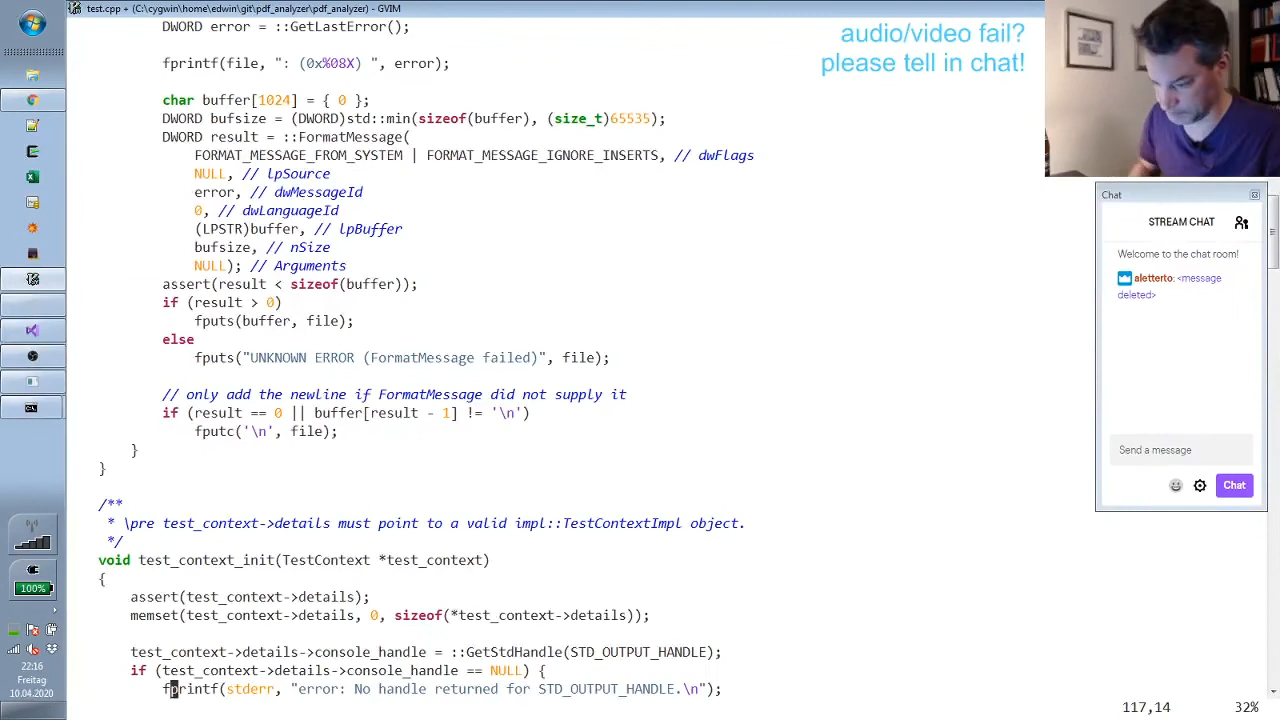 test.cpp + (C:\cygwin\home\edwin\git\pdf_analyzer\pdf_analyzer) - GVIM
DWORD error = ::GetLastError();
fprintf(file, ": (0x%08X) ", error);
char buffer[1024] = { 0 };
DWORD bufsize = (DWORD)std::min(sizeof(buffer), (size_t)65535);
DWORD result = ::FormatMessage(
FORMAT_MESSAGE_FROM_SYSTEM | FORMAT_MESSAGE_IGNORE_INSERTS, // dwFlags
NULL, // lpSource
error, // dwMessageId
0, // dwLanguageId
(LPSTR)buffer, // lpBuffer
bufsize, // nSize
NULL); // Arguments
assert(result < sizeof(buffer));
if (result > 0)
fputs(buffer, file);
else
fputs("UNKNOWN ERROR (FormatMessage failed)", file);
// only add the newline if FormatMessage did not supply it
if (result == 0 || buffer[result - 1] != '\n')
fputc('\n', file);
}
}
/**
* \pre test_context->details must point to a valid impl::TestContextImpl object.
*/
void test_context_init(TestContext *test_context)
{
assert(test_context->details);
memset(test_context->details, 0, sizeof(*test_context->details));
test_context->details->console_handle = ::GetStdHandle(STD_OUTPUT_HANDLE);
if (test_context->details->console_handle == NULL) {
fprintf(stderr, "error: No handle returned for STD_OUTPUT_HANDLE.\n");
117,14
32%
audio/video fail?
please tell in chat!
Chat
STREAM CHAT
Welcome to the chat room!
aletterto: <message
deleted>
Send a message
Chat
100%
22:16
Freitag
10.04.2020